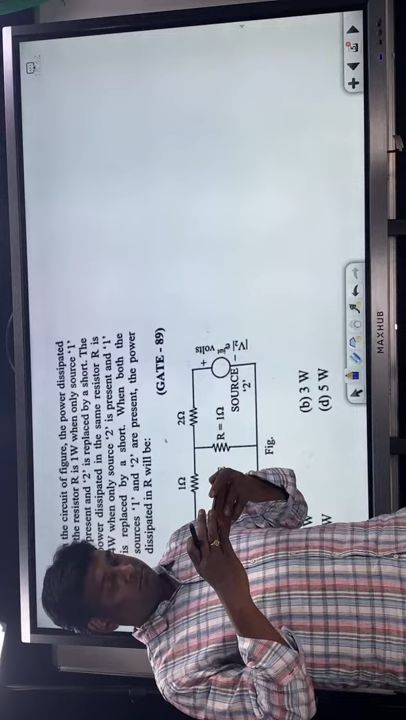 the circuit of figure, the power dissipated
the resistor R is 1W when only source '1'
present and '2' is replaced by a short. The
power dissipated in the same resistor R is
4W when only source '2' is present and '1'
is replaced by a short. When both the
sources '1' and '2' are present, the power
dissipated in R will be:
(GATE - 89)
1Ω 2Ω
R = 1Ω
+
|V₂| e volts
SOURCE –
'2'
Fig.
W (b) 3 W
W (d) 5 W
MAXHUB